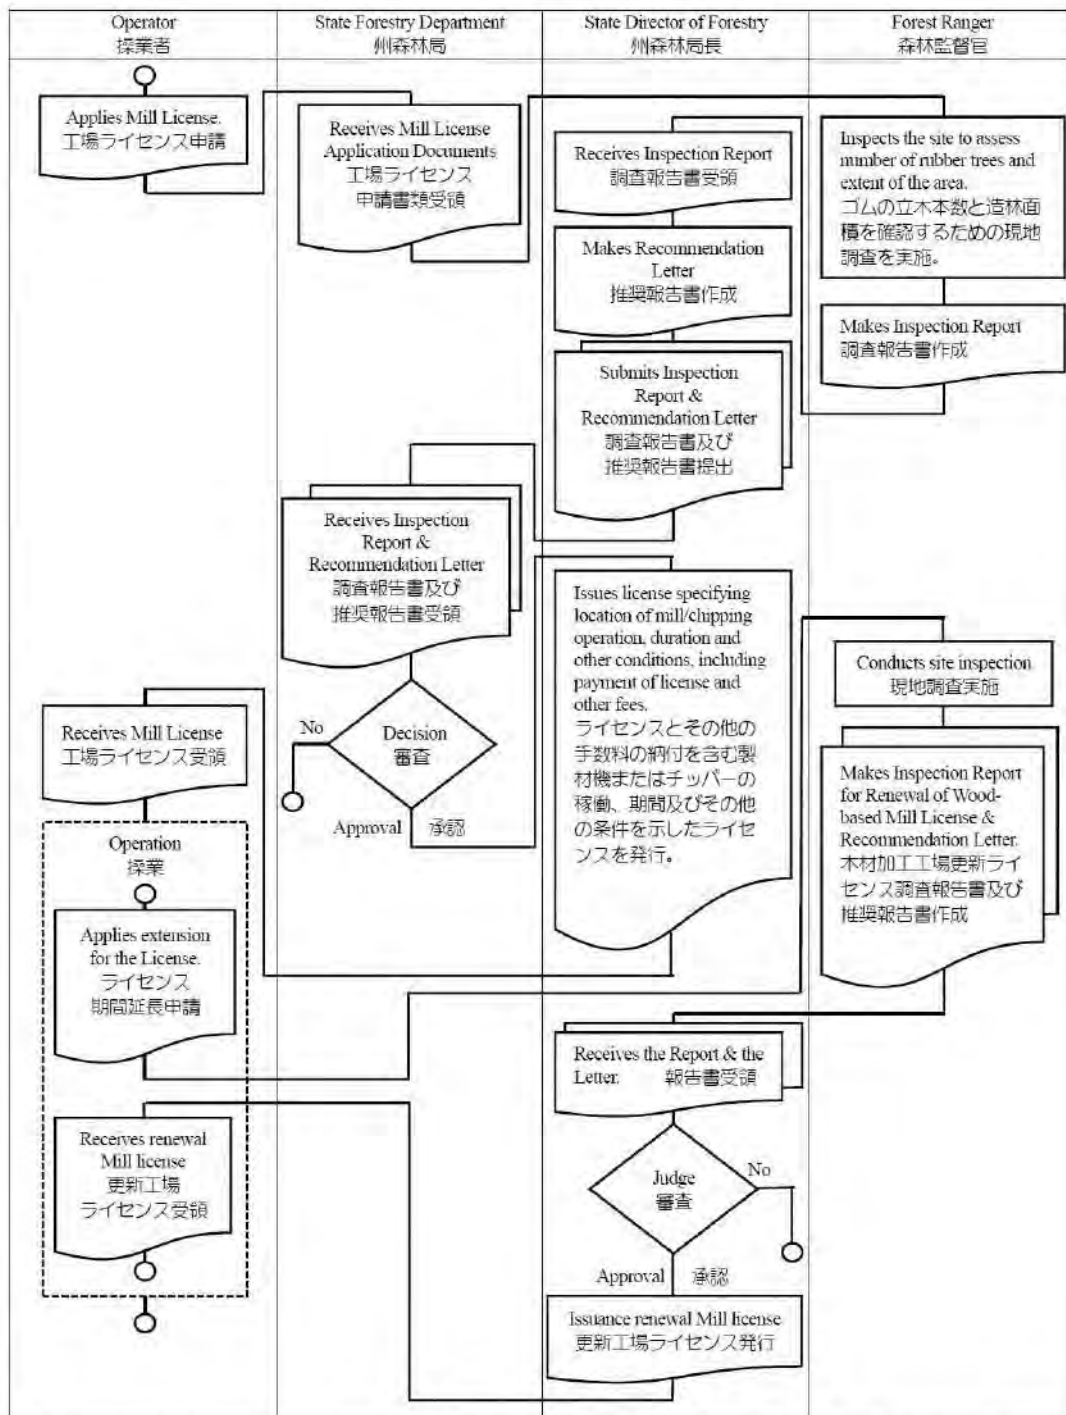 Operator
操業者
State Forestry Department
州森林局
State Director of Forestry
州森林局長
Forest Ranger
森林監督官
Applies Mill License.
工場ライセンス申請
Receives Mill License
Application Documents
工場ライセンス
申請書類受領
Receives Inspection Report
調査報告書受領
Inspects the site to assess
number of rubber trees and
extent of the area.
ゴムの立木本数と造林面
積を確認するための現地
調査を実施。
Makes Recommendation
Letter
推奨報告書作成
Makes Inspection Report
調査報告書作成
Submits Inspection
Report &
Recommendation Letter
調査報告書及び
推奨報告書提出
Receives Inspection
Report &
Recommendation Letter
調査報告書及び
推奨報告書受領
Issues license specifying
location of mill/chipping
operation, duration and
other conditions, including
payment of license and
other fees.
ライセンスとその他の
手数料の納付を含む製
材機またはチッパーの
稼働、期間及びその他
の条件を示したライセ
ンスを発行。
Conducts site inspection
現地調査実施
Receives Mill License
工場ライセンス受領
No
Decision
審査
Approval 承認
Makes Inspection Report
for Renewal of Wood-
based Mill License &
Recommendation Letter.
木材加工工場更新ライ
センス調査報告書及び
推奨報告書作成
Operation
操業
Applies extension
for the License.
ライセンス
期間延長申請
Receives the Report & the
Letter. 報告書受領
Receives renewal
Mill license
更新工場
ライセンス受領
Judge
審査
No
Approval 承認
Issuance renewal Mill license
更新工場ライセンス発行